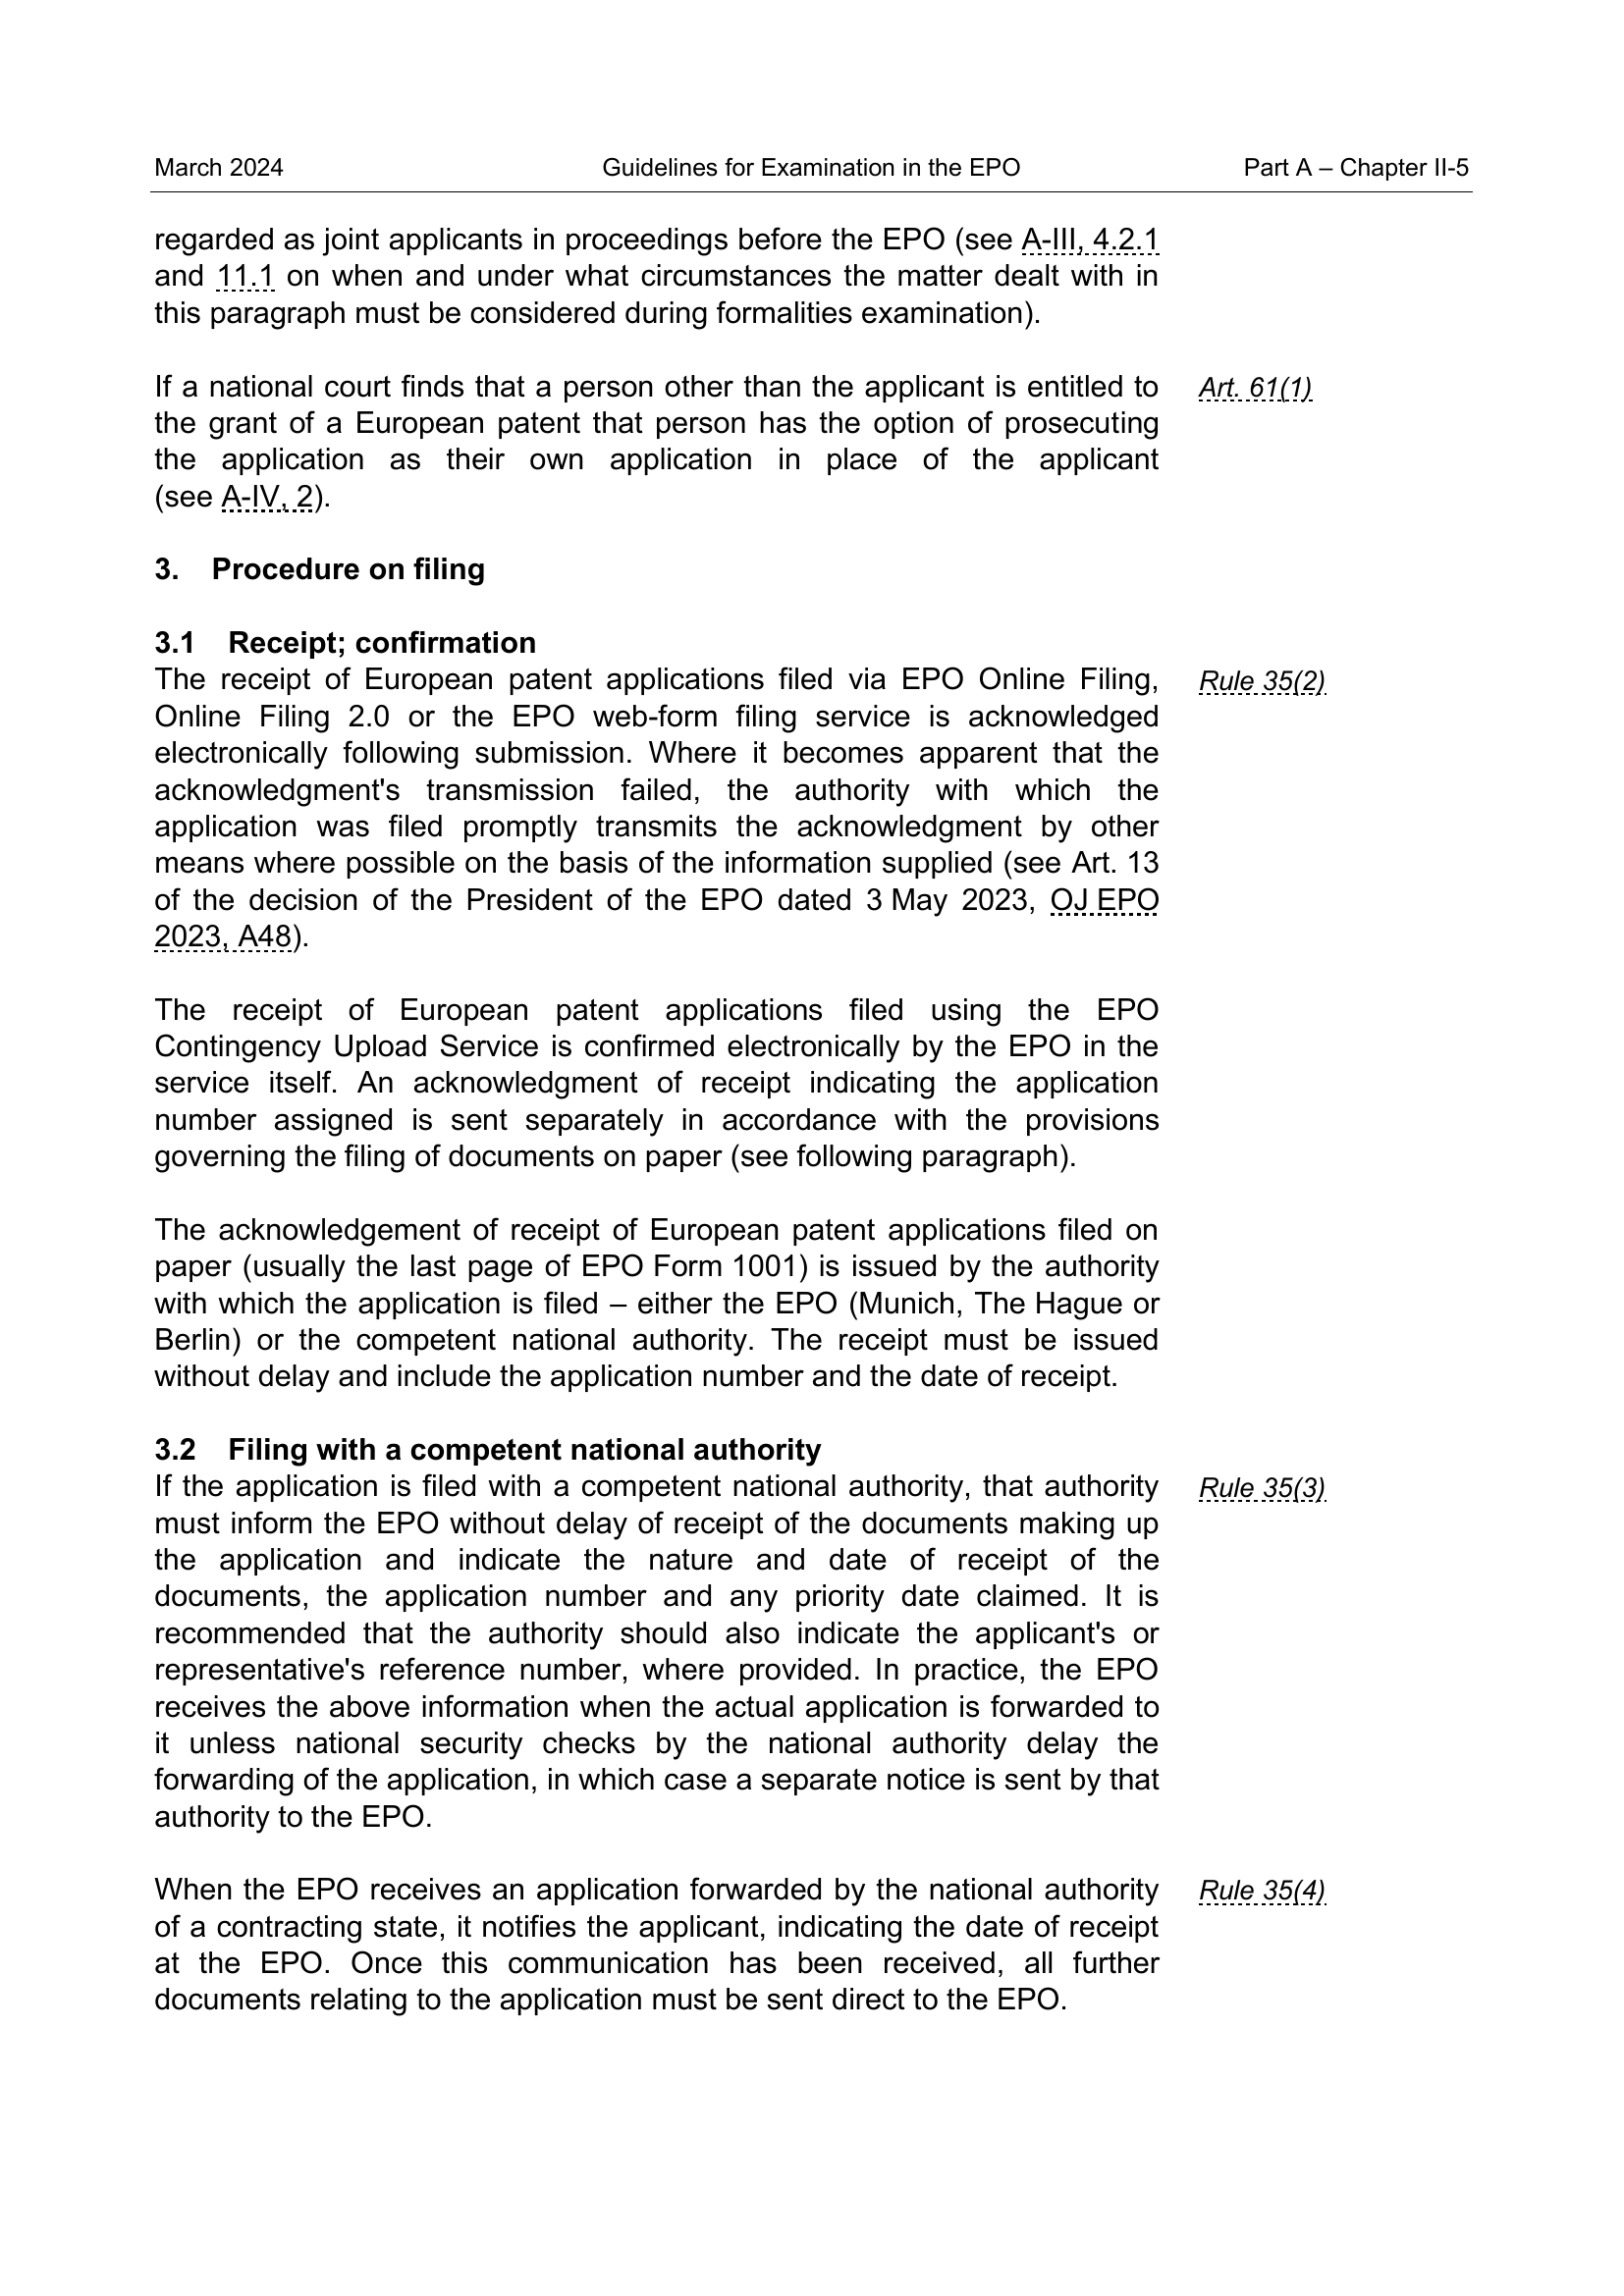 March 2024 Guidelines for Examination in the EPO Part A – Chapter II-5
regarded as joint applicants in proceedings before the EPO (see A-III, 4.2.1
and 11.1 on when and under what circumstances the matter dealt with in
this paragraph must be considered during formalities examination).
If a national court finds that a person other than the applicant is entitled to Art. 61(1)
the grant of a European patent that person has the option of prosecuting
the application as their own application in place of the applicant
(see A-IV, 2).
3. Procedure on filing
3.1 Receipt; confirmation
The receipt of European patent applications filed via EPO Online Filing, Rule 35(2)
Online Filing 2.0 or the EPO web-form filing service is acknowledged
electronically following submission. Where it becomes apparent that the
acknowledgment's transmission failed, the authority with which the
application was filed promptly transmits the acknowledgment by other
means where possible on the basis of the information supplied (see Art. 13
of the decision of the President of the EPO dated 3 May 2023, OJ EPO
2023, A48).
The receipt of European patent applications filed using the EPO
Contingency Upload Service is confirmed electronically by the EPO in the
service itself. An acknowledgment of receipt indicating the application
number assigned is sent separately in accordance with the provisions
governing the filing of documents on paper (see following paragraph).
The acknowledgement of receipt of European patent applications filed on
paper (usually the last page of EPO Form 1001) is issued by the authority
with which the application is filed – either the EPO (Munich, The Hague or
Berlin) or the competent national authority. The receipt must be issued
without delay and include the application number and the date of receipt.
3.2 Filing with a competent national authority
If the application is filed with a competent national authority, that authority Rule 35(3)
must inform the EPO without delay of receipt of the documents making up
the application and indicate the nature and date of receipt of the
documents, the application number and any priority date claimed. It is
recommended that the authority should also indicate the applicant's or
representative's reference number, where provided. In practice, the EPO
receives the above information when the actual application is forwarded to
it unless national security checks by the national authority delay the
forwarding of the application, in which case a separate notice is sent by that
authority to the EPO.
When the EPO receives an application forwarded by the national authority Rule 35(4)
of a contracting state, it notifies the applicant, indicating the date of receipt
at the EPO. Once this communication has been received, all further
documents relating to the application must be sent direct to the EPO.